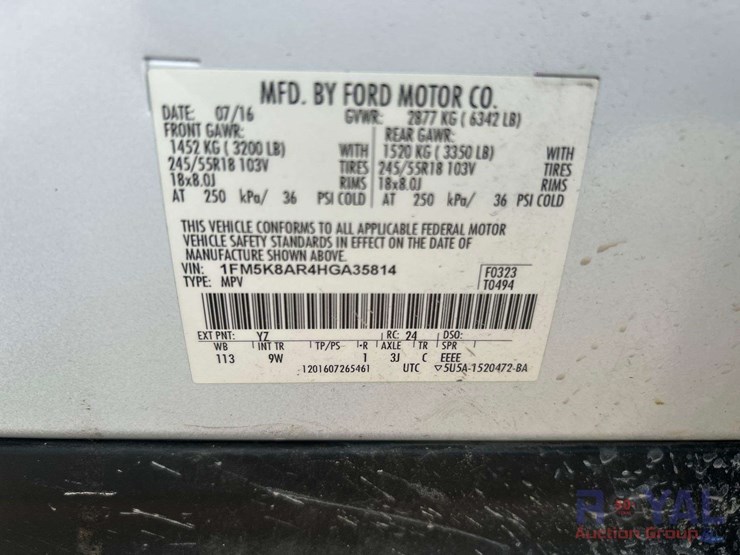 MFD. BY FORD MOTOR CO.
DATE: 07/16 GVWR: 2877 KG ( 6342 LB)
FRONT GAWR: REAR GAWR:
1452 KG ( 3200 LB) WITH 1520 KG ( 3350 LB) WITH
245/55R18 103V TIRES 245/55R18 103V TIRES
18x8.0J RIMS 18x8.0J RIMS
AT 250 kPa/ 36 PSI COLD AT 250 kPa/ 36 PSI COLD
THIS VEHICLE CONFORMS TO ALL APPLICABLE FEDERAL MOTOR
VEHICLE SAFETY STANDARDS IN EFFECT ON THE DATE OF
MANUFACTURE SHOWN ABOVE.
VIN: 1FM5K8AR4HGA35814 F0323
TYPE: MPV T0494
EXT PNT: YZ RC: 24 DSO:
WB INT TR TP/PS R AXLE TR SPR
113 9W 1 3J C EEEE
1201607265461 UTC ▽5U5A-1520472-BA
ROYAL
Auction Group